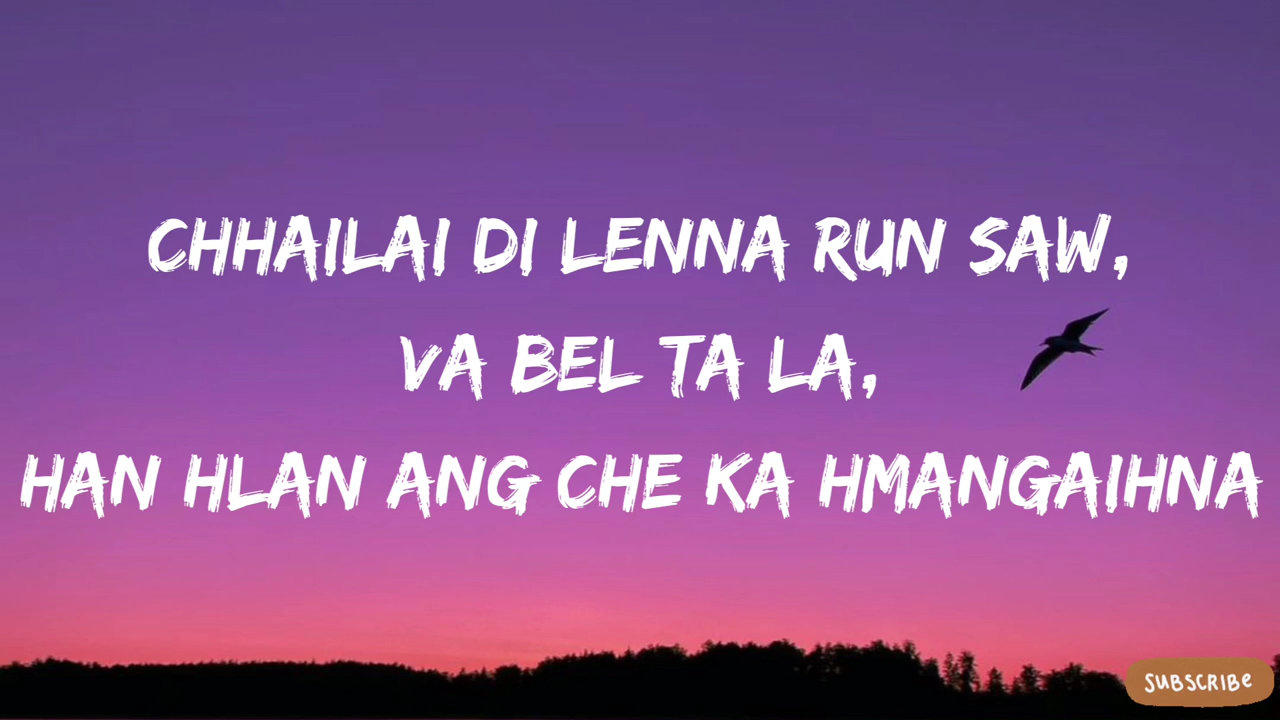 CHHAILAI DI LENNA RUN SAW,
VA BEL TA LA,
HAN HLAN ANG CHE KA HMANGAIHNA
SUBSCRIBE